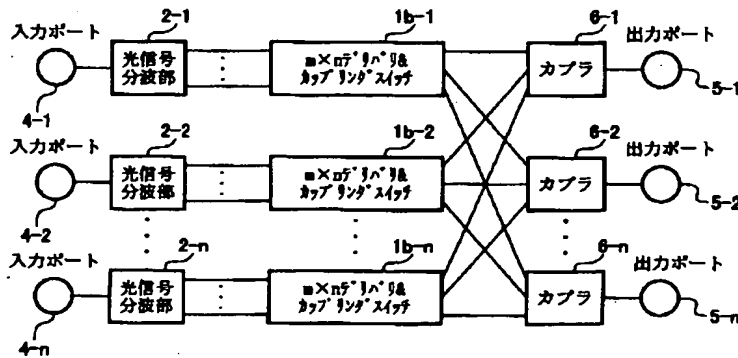 2-1
1b-1
6-1
入力ポート
光信号
分波部
m×nデリバリ&
カップリングスイッチ
カプラ
出力ポート
4-1
5-1
2-2
1b-2
6-2
入力ポート
光信号
分波部
m×nデリバリ&
カップリングスイッチ
カプラ
出力ポート
4-2
5-2
2-n
1b-n
6-n
入力ポート
光信号
分波部
m×nデリバリ&
カップリングスイッチ
カプラ
出力ポート
4-n
5-n